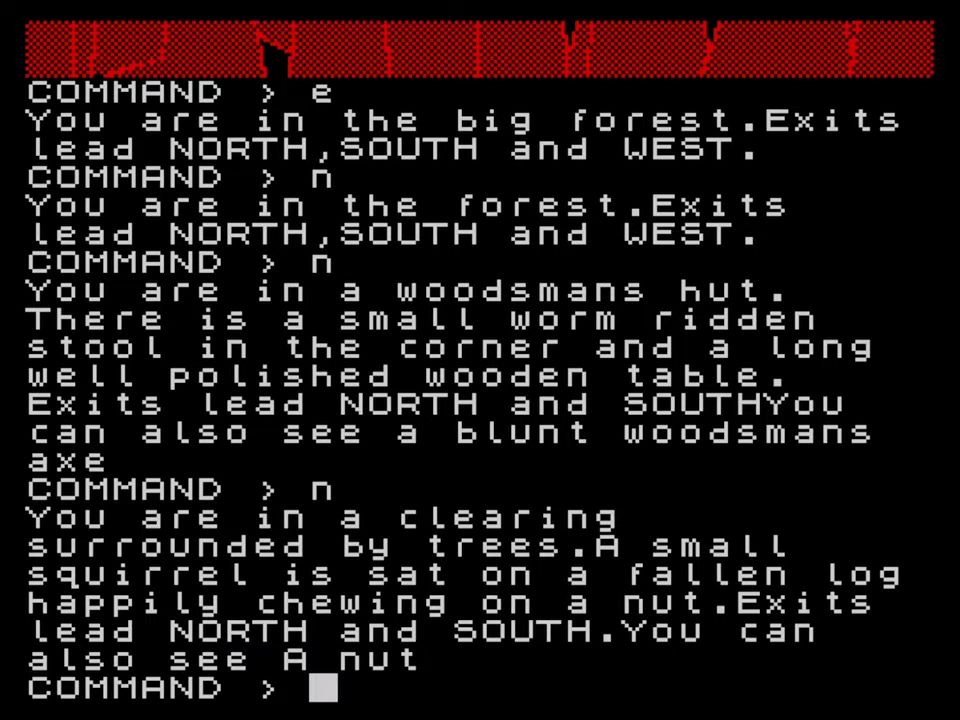 COMMAND > e
You are in the big forest.Exits
lead NORTH,SOUTH and WEST.
COMMAND > n
You are in the forest.Exits
lead NORTH,SOUTH and WEST.
COMMAND > n
You are in a woodsmans hut.
There is a small worm ridden
stool in the corner and a long
well polished wooden table.
Exits lead NORTH and SOUTHYou
can also see a blunt woodsmans
axe
COMMAND > n
You are in a clearing
surrounded by trees.A small
squirrel is sat on a fallen log
happily chewing on a nut.Exits
lead NORTH and SOUTH.You can
also see A nut
COMMAND >